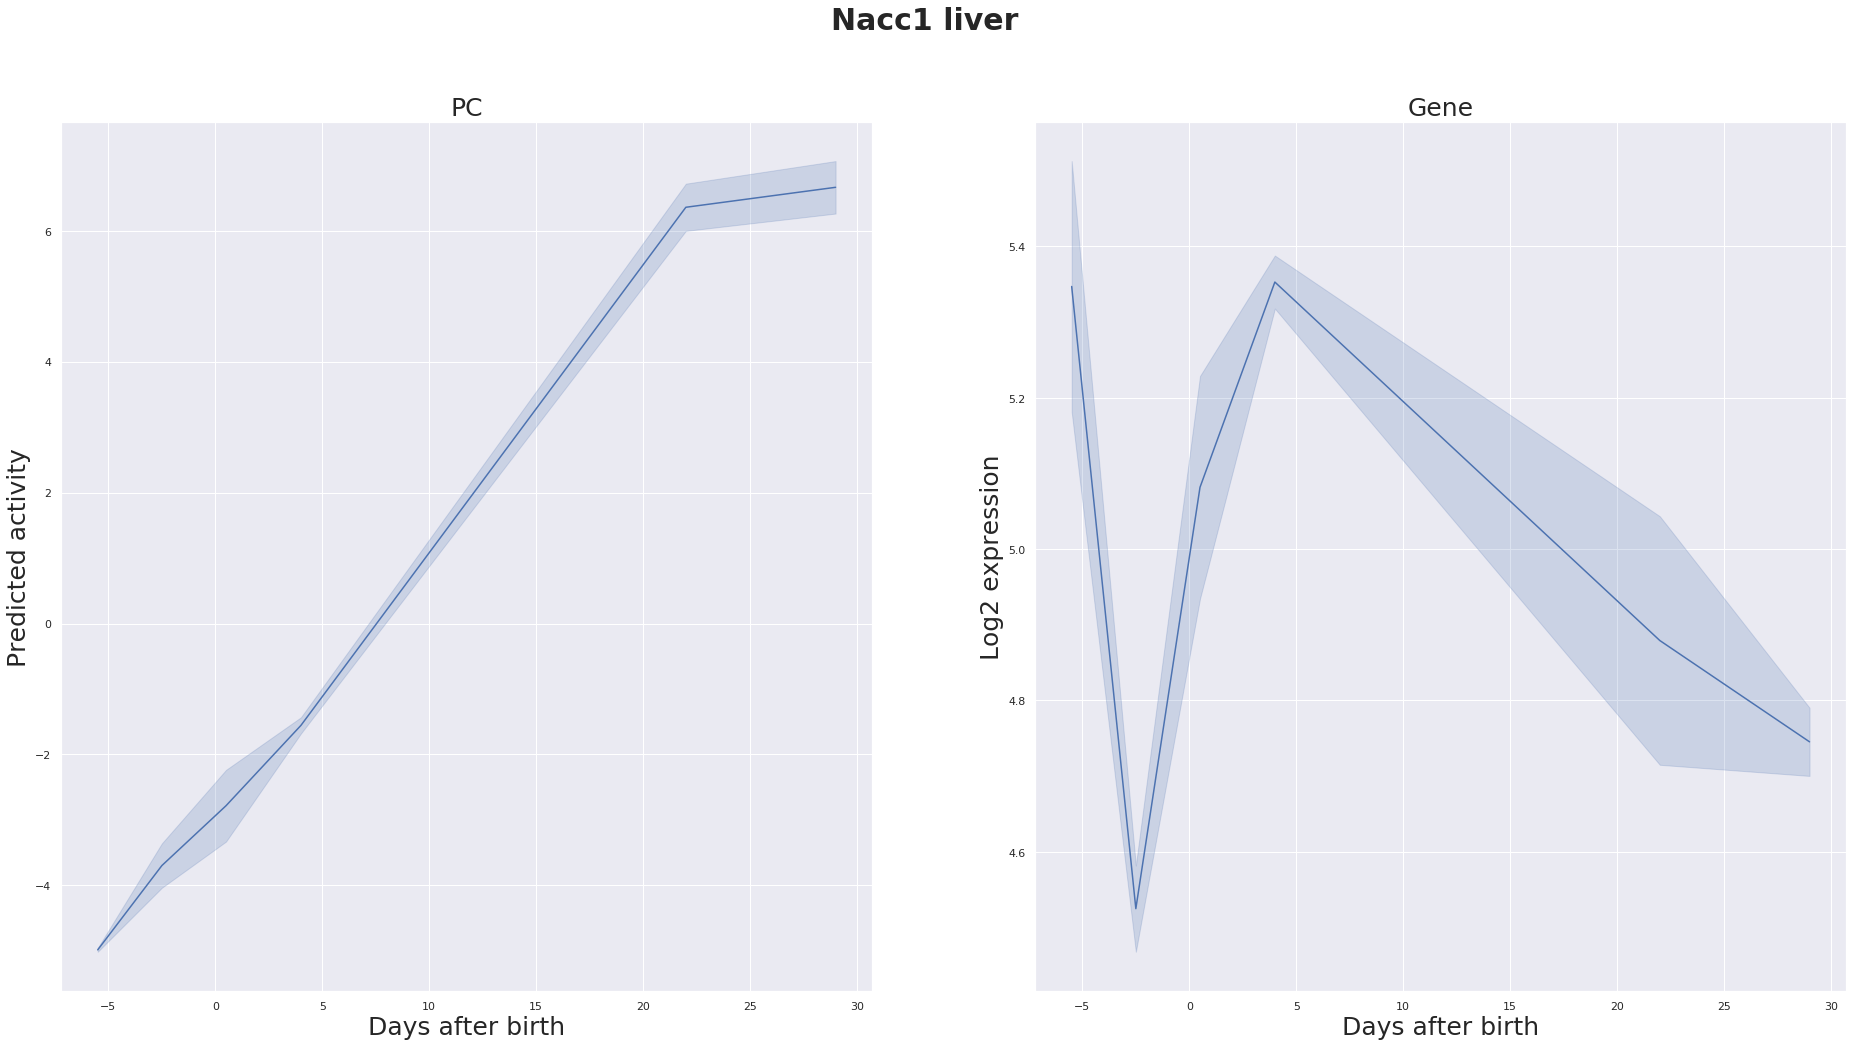 Nacc1 liver
PC
Predicted activity
6
4
2
0
−2
−4
−5 0 5 10 15 20 25 30
Days after birth
Gene
Log2 expression
5.4
5.2
5.0
4.8
4.6
−5 0 5 10 15 20 25 30
Days after birth